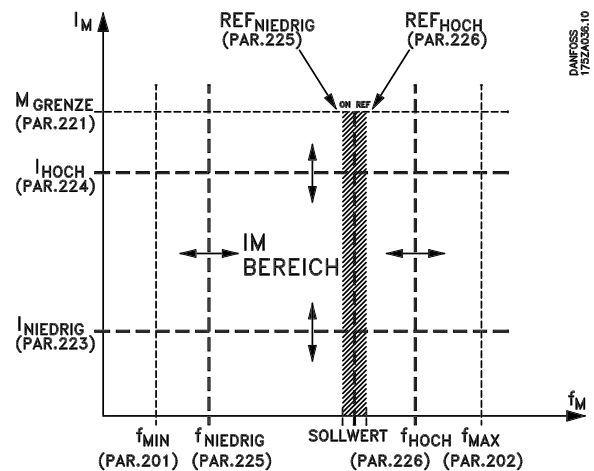 I_M
REF_NIEDRIG
(PAR.225)
REF_HOCH
(PAR.226)
DANFOSS
175ZA036.10
M GRENZE
(PAR.221)
ON REF
I_HOCH
(PAR.224)
IM
BEREICH
I_NIEDRIG
(PAR.223)
f_M
f_MIN
(PAR.201)
f_NIEDRIG
(PAR.225)
SOLLWERT
f_HOCH
(PAR.226)
f_MAX
(PAR.202)